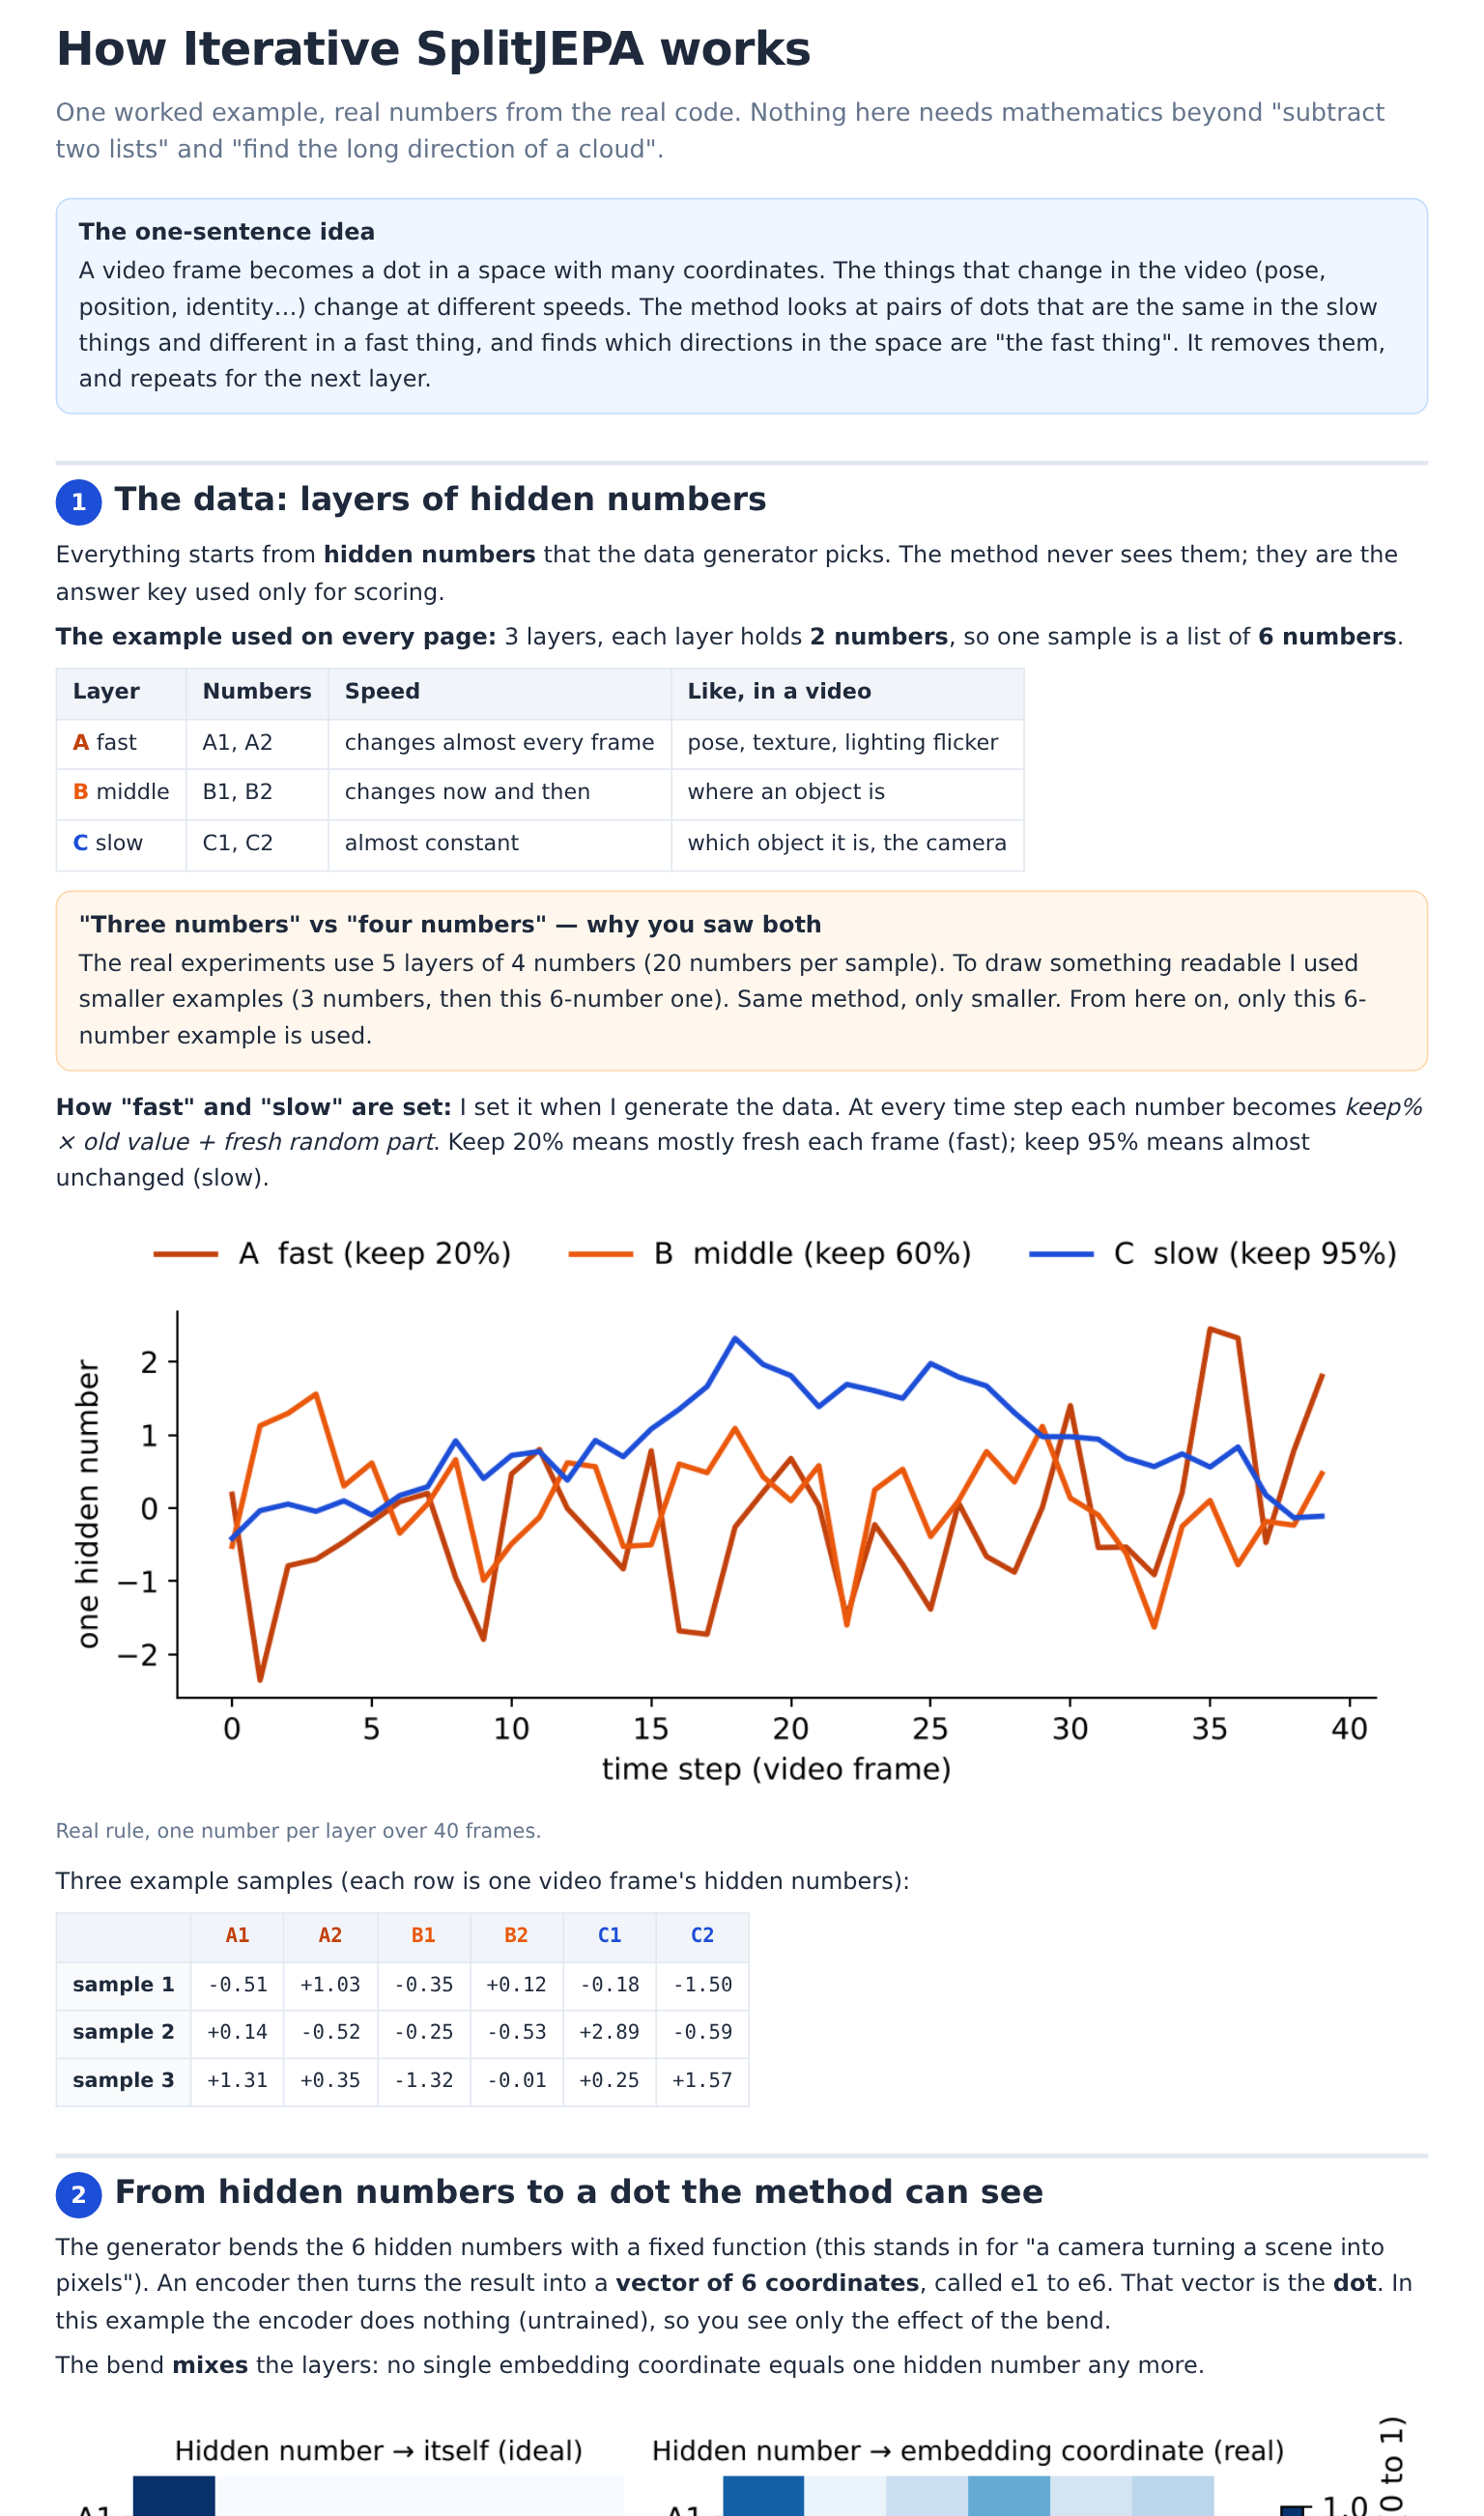 How Iterative SplitJEPA works
One worked example, real numbers from the real code. Nothing here needs mathematics beyond "subtract
two lists" and "find the long direction of a cloud".
The one-sentence idea
A video frame becomes a dot in a space with many coordinates. The things that change in the video (pose,
position, identity…) change at different speeds. The method looks at pairs of dots that are the same in the slow
things and different in a fast thing, and finds which directions in the space are "the fast thing". It removes them,
and repeats for the next layer.
1 The data: layers of hidden numbers
Everything starts from hidden numbers that the data generator picks. The method never sees them; they are the
answer key used only for scoring.
The example used on every page: 3 layers, each layer holds 2 numbers, so one sample is a list of 6 numbers.
Layer Numbers Speed Like, in a video
A fast A1, A2 changes almost every frame pose, texture, lighting flicker
B middle B1, B2 changes now and then where an object is
C slow C1, C2 almost constant which object it is, the camera
"Three numbers" vs "four numbers" — why you saw both
The real experiments use 5 layers of 4 numbers (20 numbers per sample). To draw something readable I used
smaller examples (3 numbers, then this 6-number one). Same method, only smaller. From here on, only this 6-
number example is used.
How "fast" and "slow" are set: I set it when I generate the data. At every time step each number becomes keep%
× old value + fresh random part. Keep 20% means mostly fresh each frame (fast); keep 95% means almost
unchanged (slow).
A fast (keep 20%) B middle (keep 60%) C slow (keep 95%)
one hidden number
2
1
0
−1
−2
0 5 10 15 20 25 30 35 40
time step (video frame)
Real rule, one number per layer over 40 frames.
Three example samples (each row is one video frame's hidden numbers):
A1 A2 B1 B2 C1 C2
sample 1 -0.51 +1.03 -0.35 +0.12 -0.18 -1.50
sample 2 +0.14 -0.52 -0.25 -0.53 +2.89 -0.59
sample 3 +1.31 +0.35 -1.32 -0.01 +0.25 +1.57
2 From hidden numbers to a dot the method can see
The generator bends the 6 hidden numbers with a fixed function (this stands in for "a camera turning a scene into
pixels"). An encoder then turns the result into a vector of 6 coordinates, called e1 to e6. That vector is the dot. In
this example the encoder does nothing (untrained), so you see only the effect of the bend.
The bend mixes the layers: no single embedding coordinate equals one hidden number any more.
Hidden number → itself (ideal) Hidden number → embedding coordinate (real)
A1 A1 1.0
to 1)